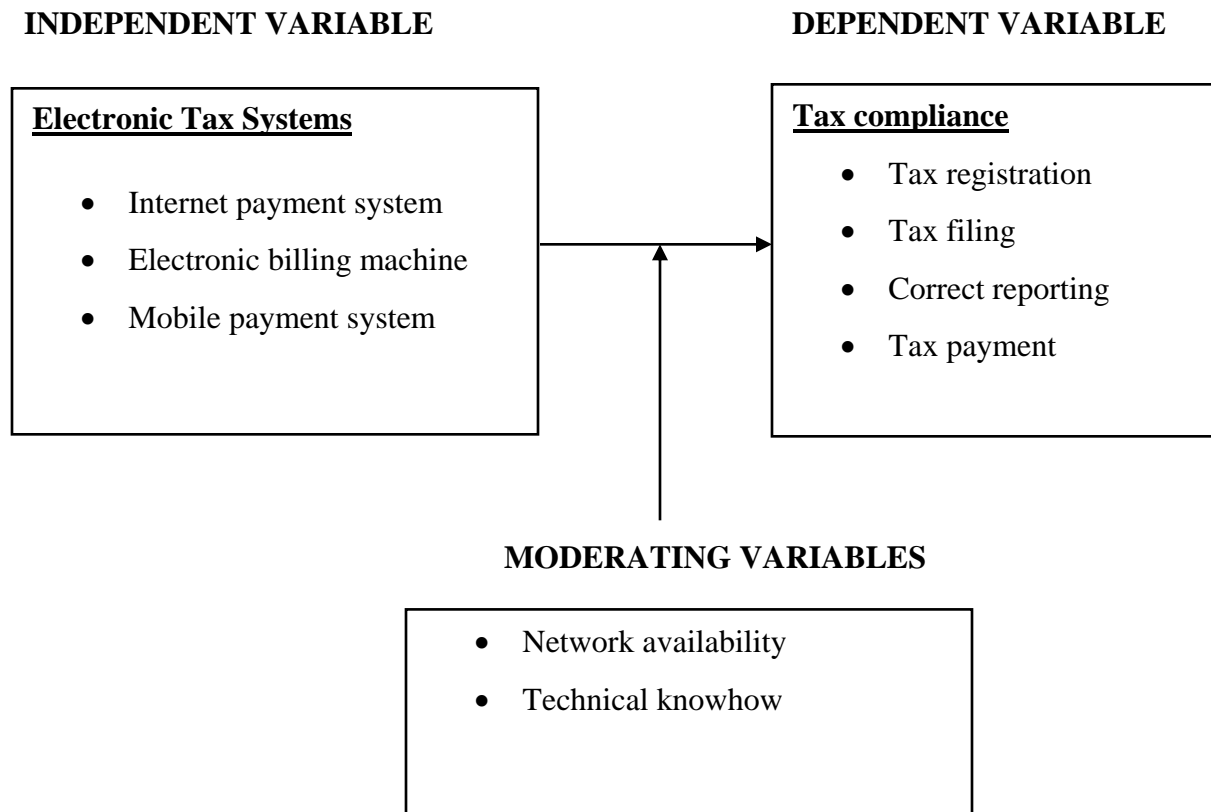 INDEPENDENT VARIABLE
DEPENDENT VARIABLE
Electronic Tax Systems
• Internet payment system
• Electronic billing machine
• Mobile payment system
Tax compliance
• Tax registration
• Tax filing
• Correct reporting
• Tax payment
MODERATING VARIABLES
• Network availability
• Technical knowhow